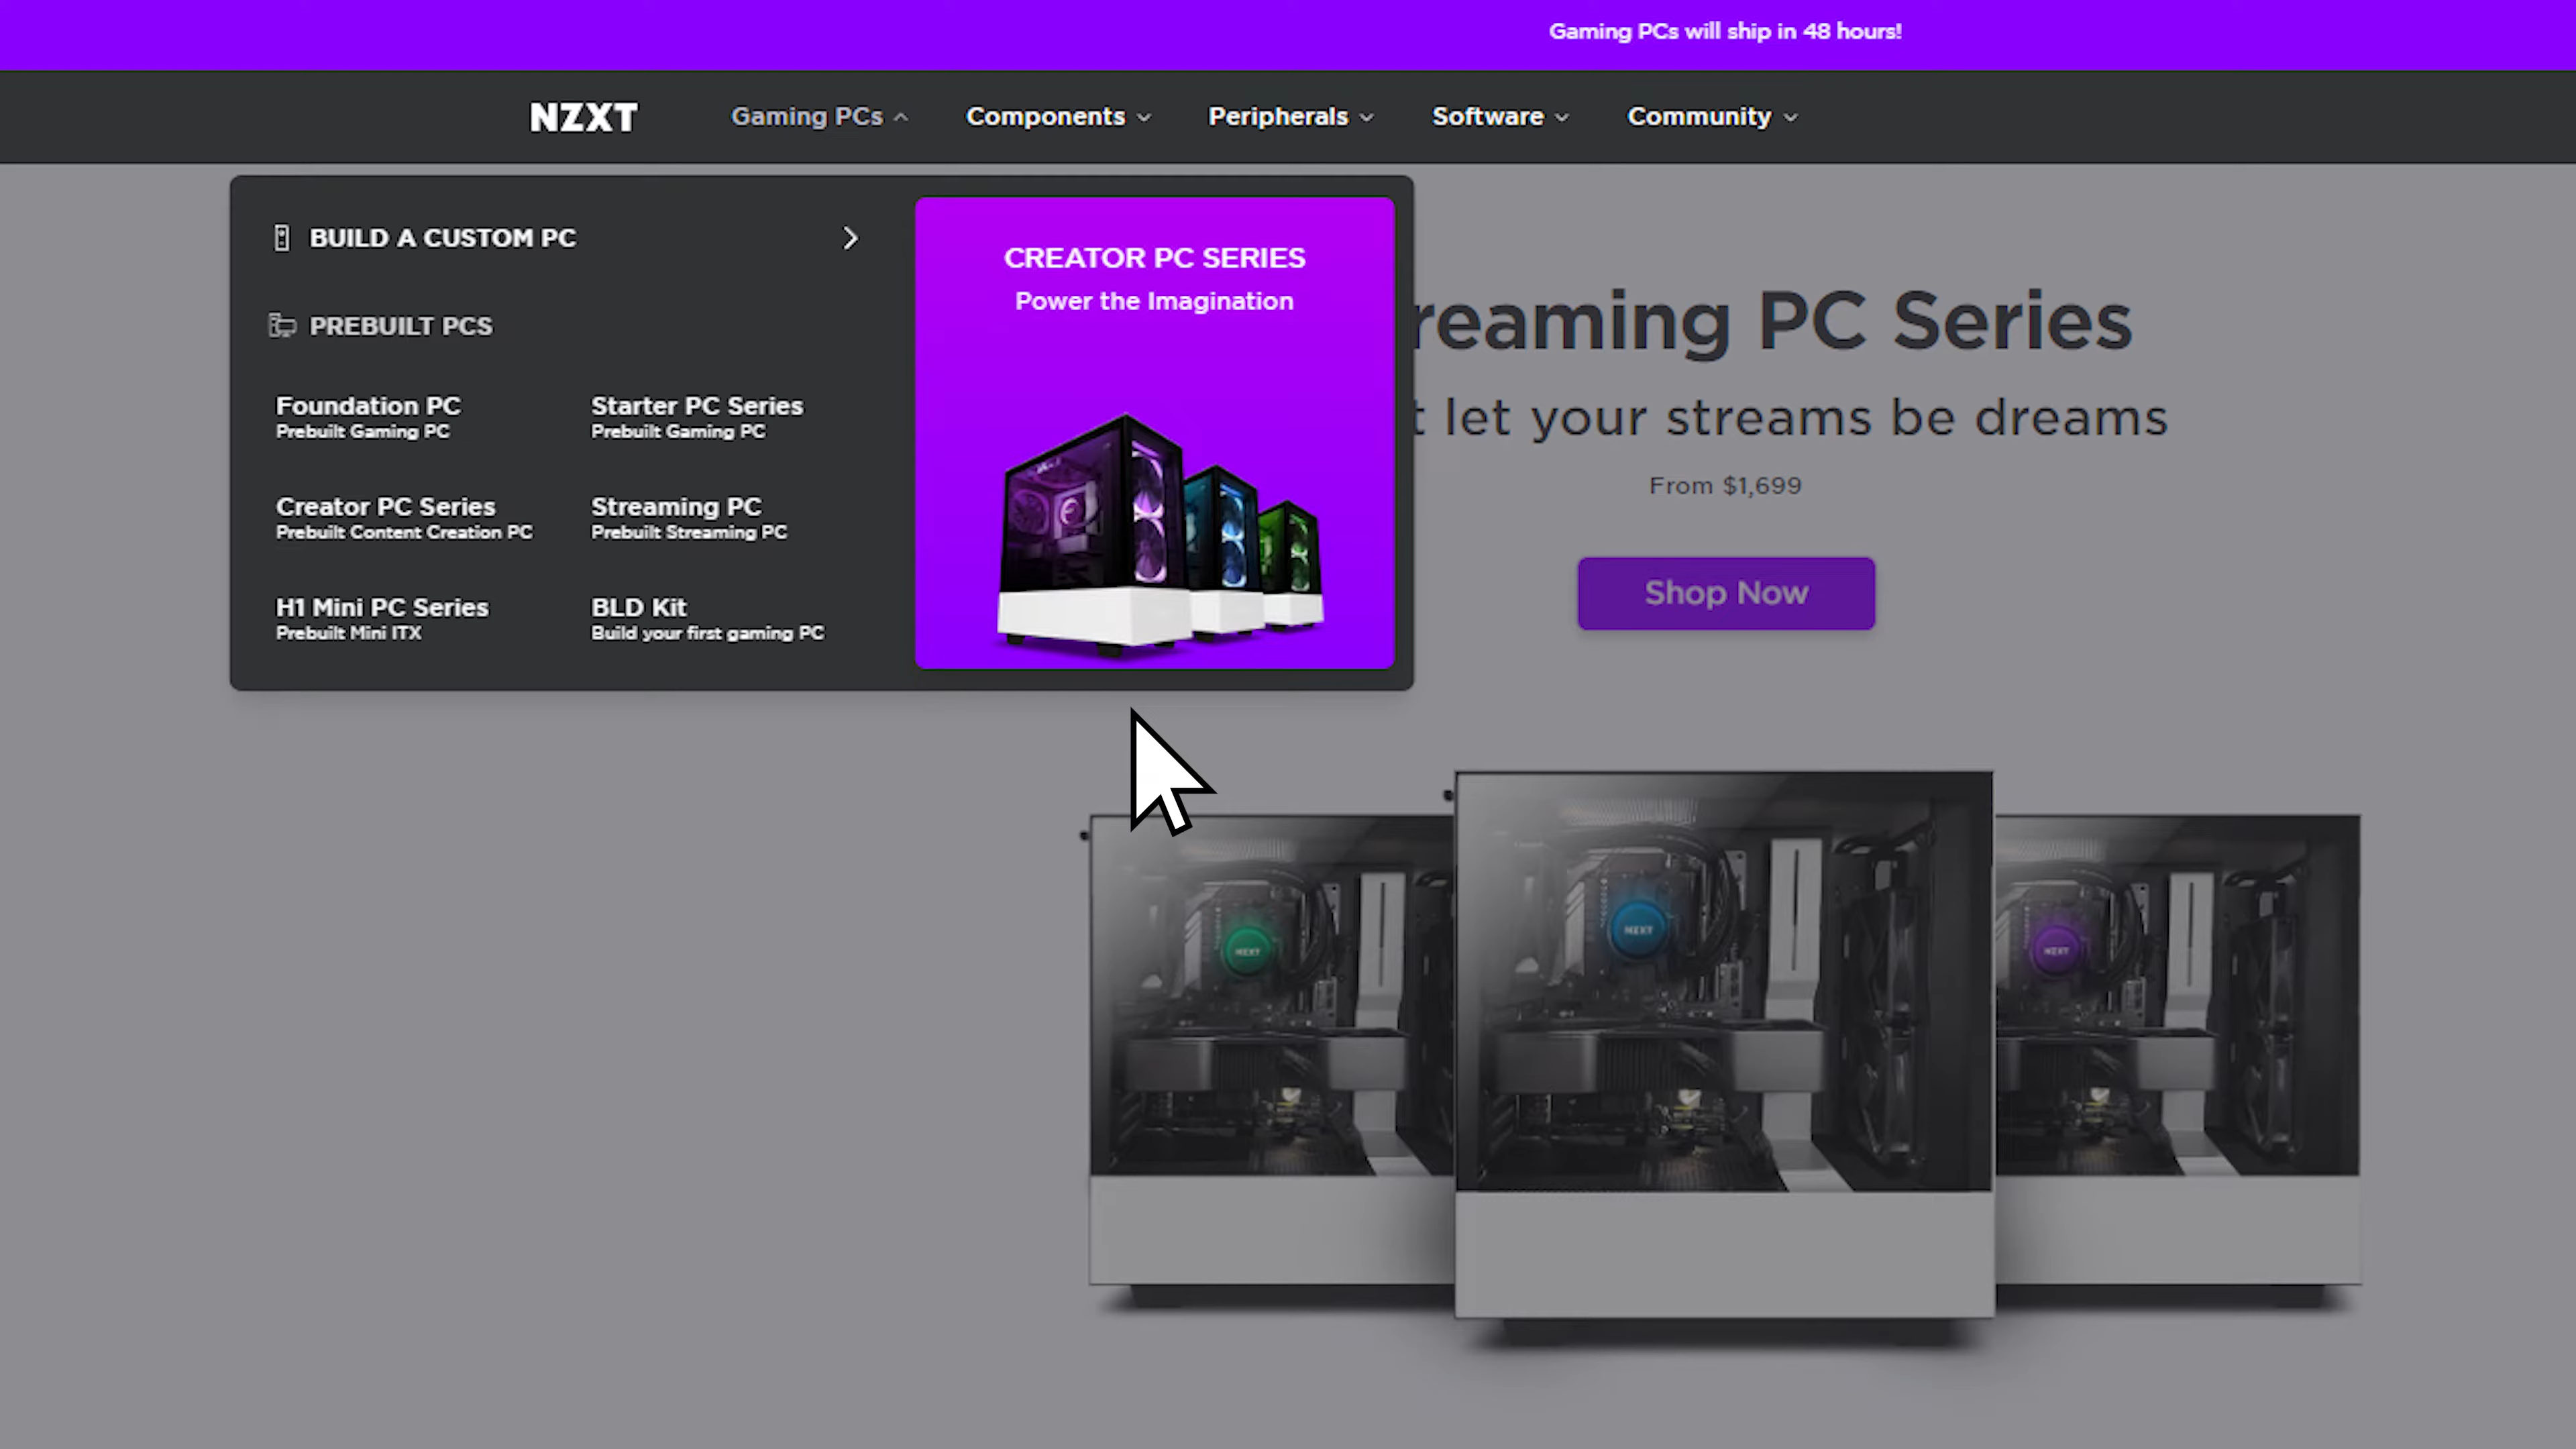 Gaming PCs will ship in 48 hours!
NZXT
Gaming PCs
Components
Peripherals
Software
Community
BUILD A CUSTOM PC
PREBUILT PCS
Foundation PC
Prebuilt Gaming PC
Starter PC Series
Prebuilt Gaming PC
Creator PC Series
Prebuilt Content Creation PC
Streaming PC
Prebuilt Streaming PC
H1 Mini PC Series
Prebuilt Mini ITX
BLD Kit
Build your first gaming PC
CREATOR PC SERIES
Power the Imagination
reaming PC Series
t let your streams be dreams
From $1,699
Shop Now
NZXT
NZXT
NZXT